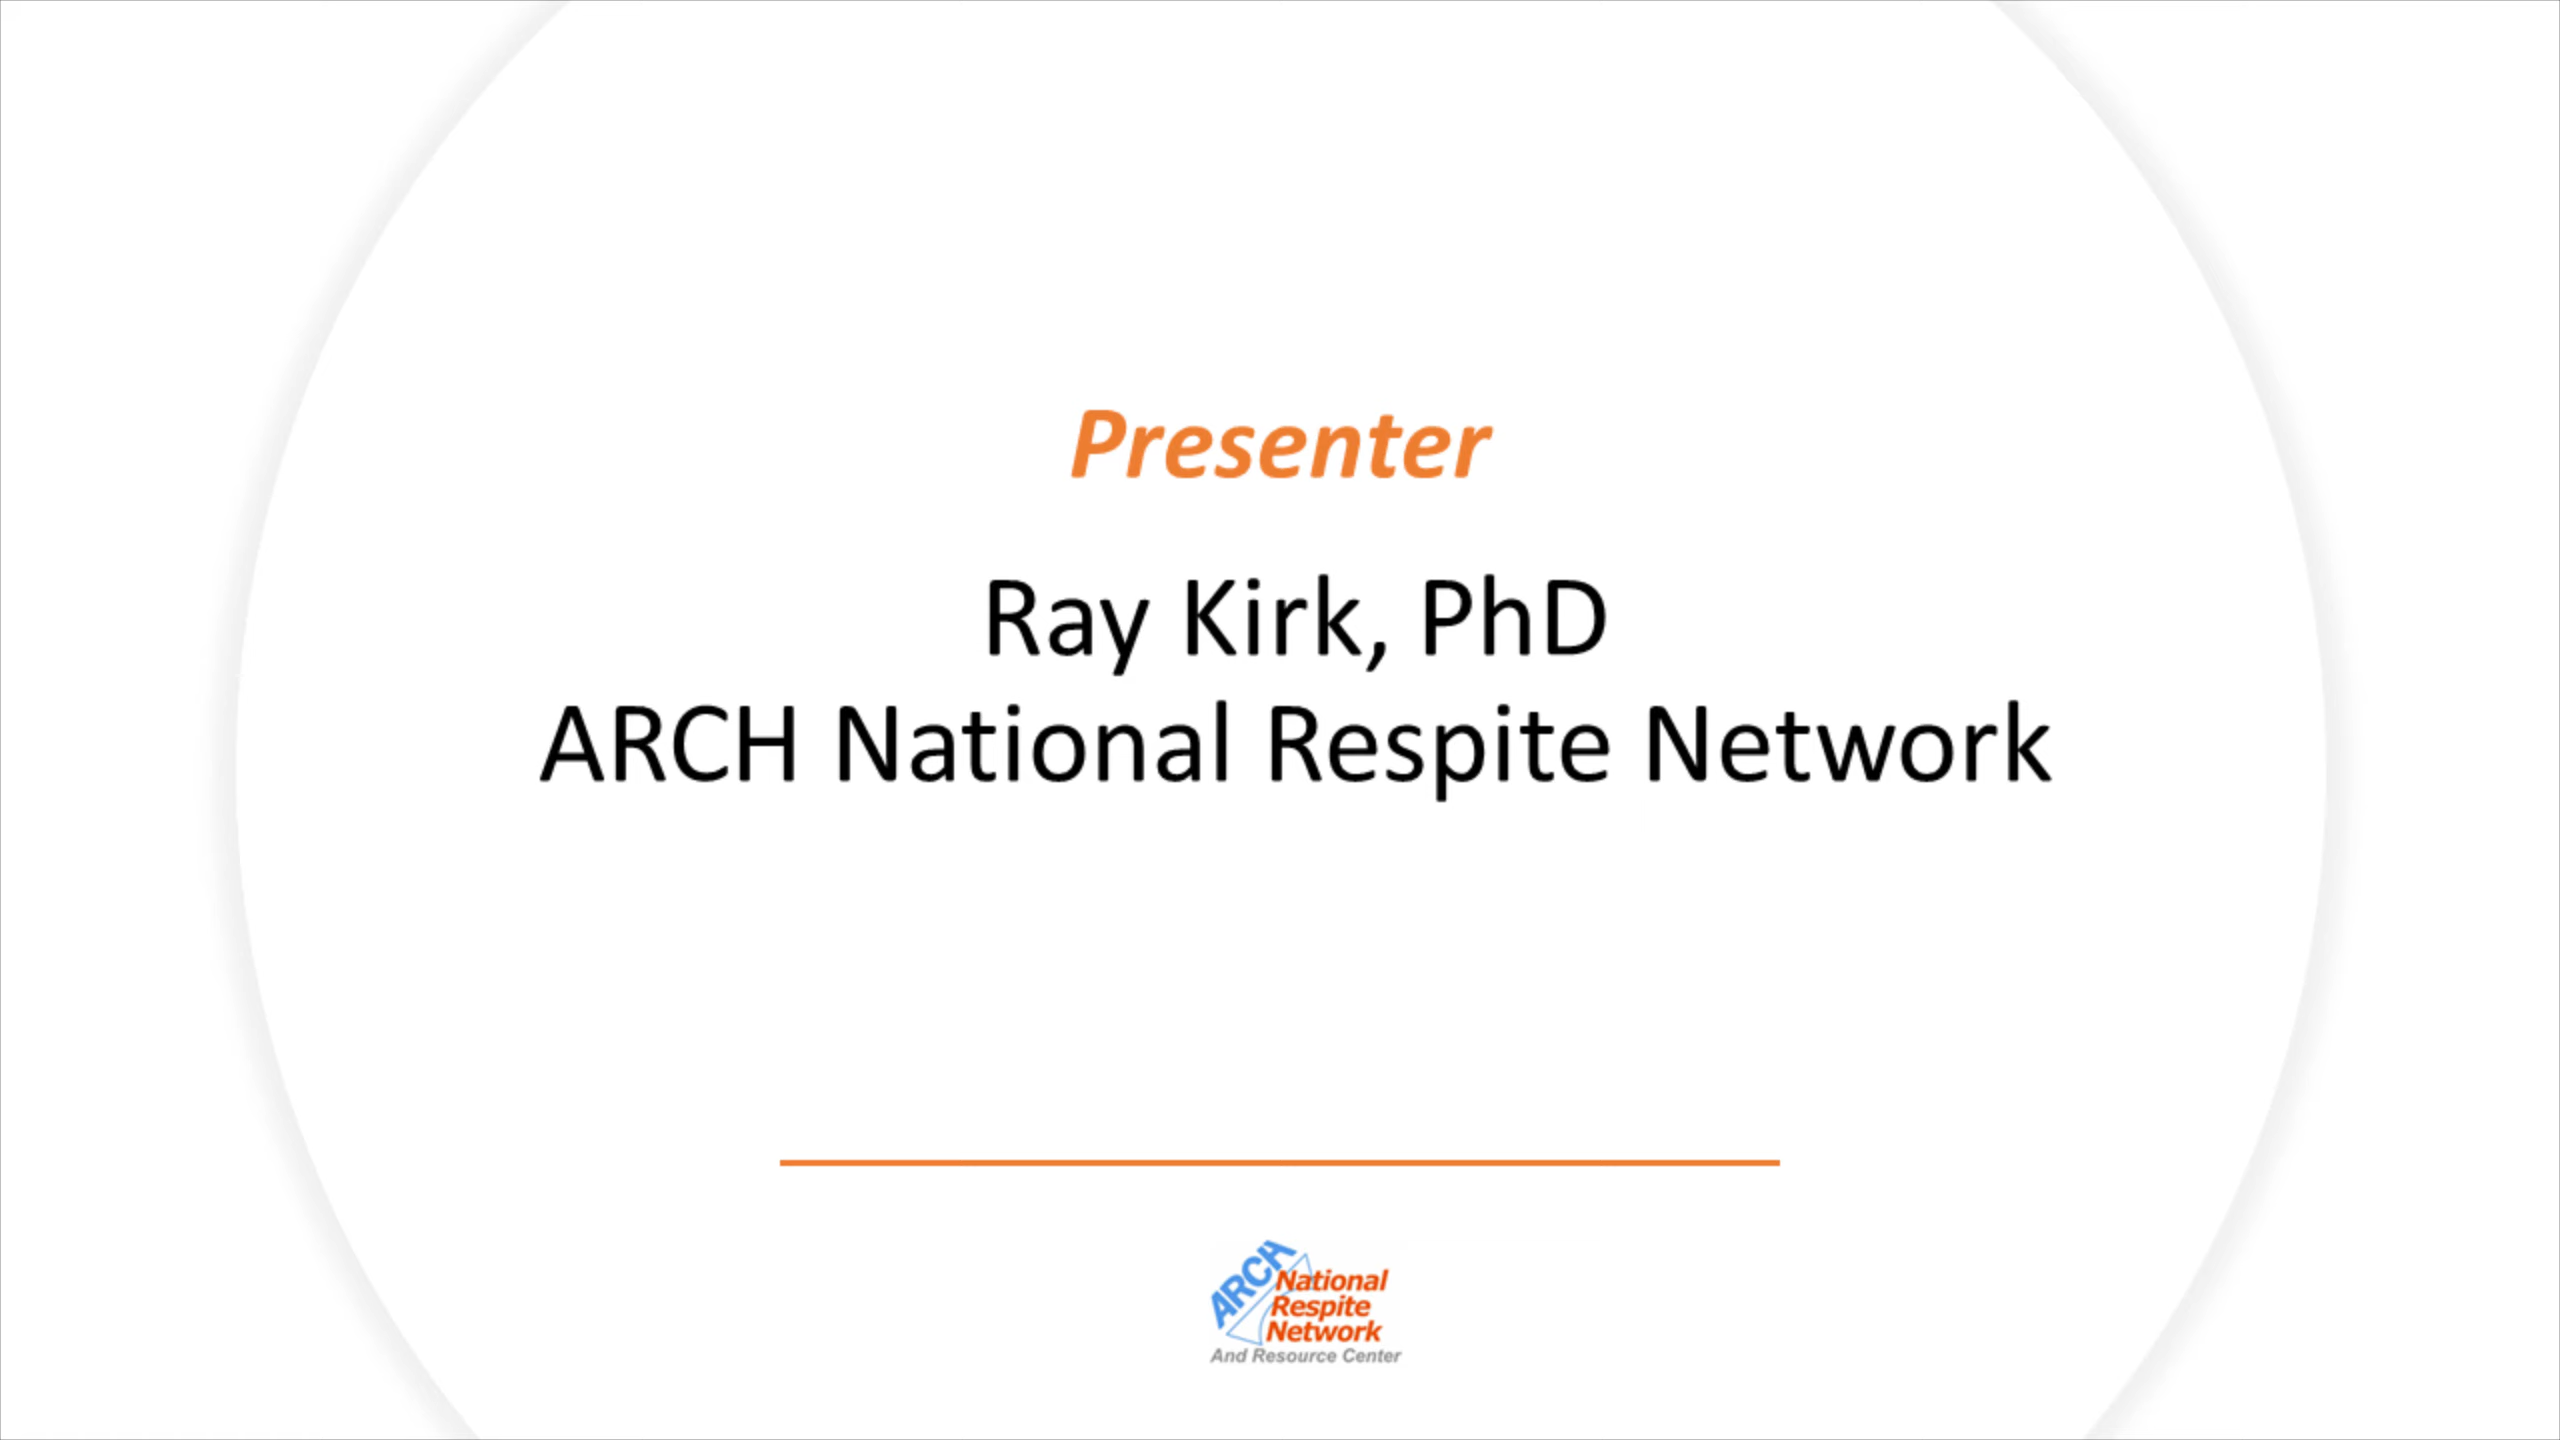 Presenter
Ray Kirk, PhD
ARCH National Respite Network
ARCH
National
Respite
Network
And Resource Center